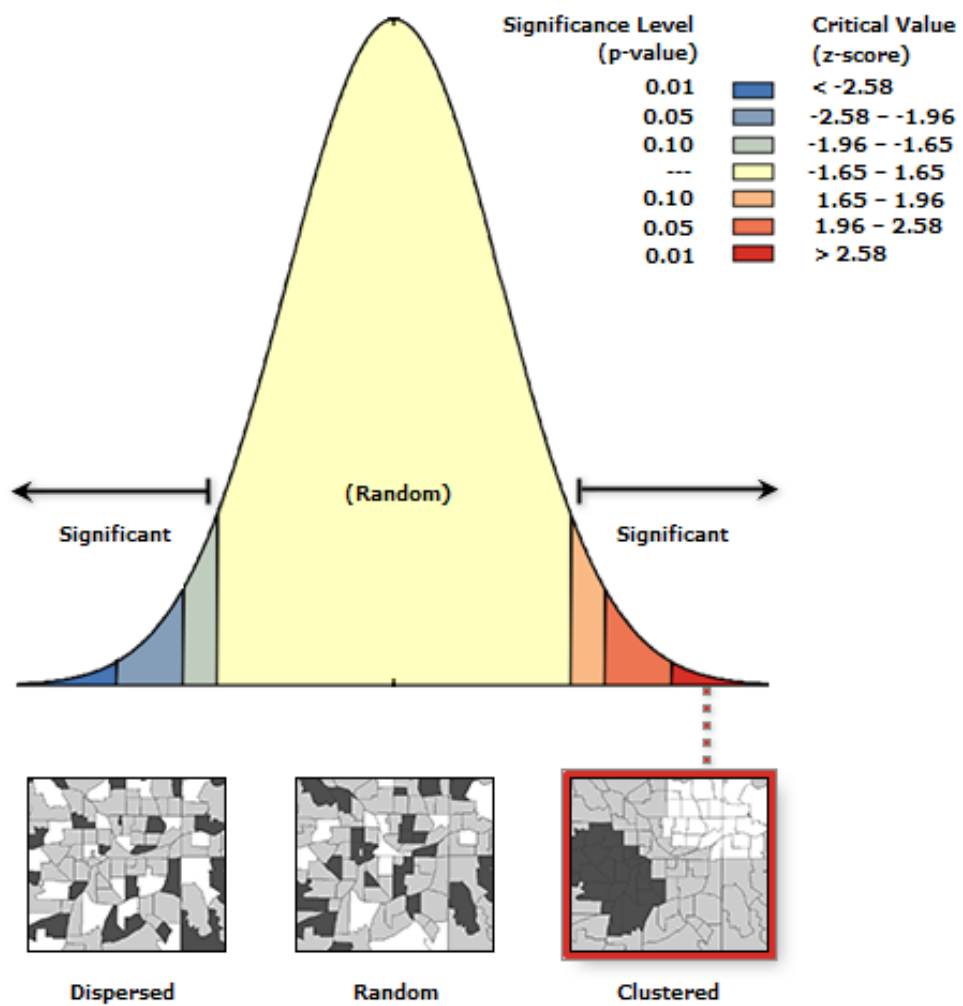 Significance Level Critical Value
(p-value) (z-score)
0.01 < -2.58
0.05 -2.58 – -1.96
0.10 -1.96 – -1.65
--- -1.65 – 1.65
0.10 1.65 – 1.96
0.05 1.96 – 2.58
0.01 > 2.58
(Random)
Significant Significant
Dispersed Random Clustered